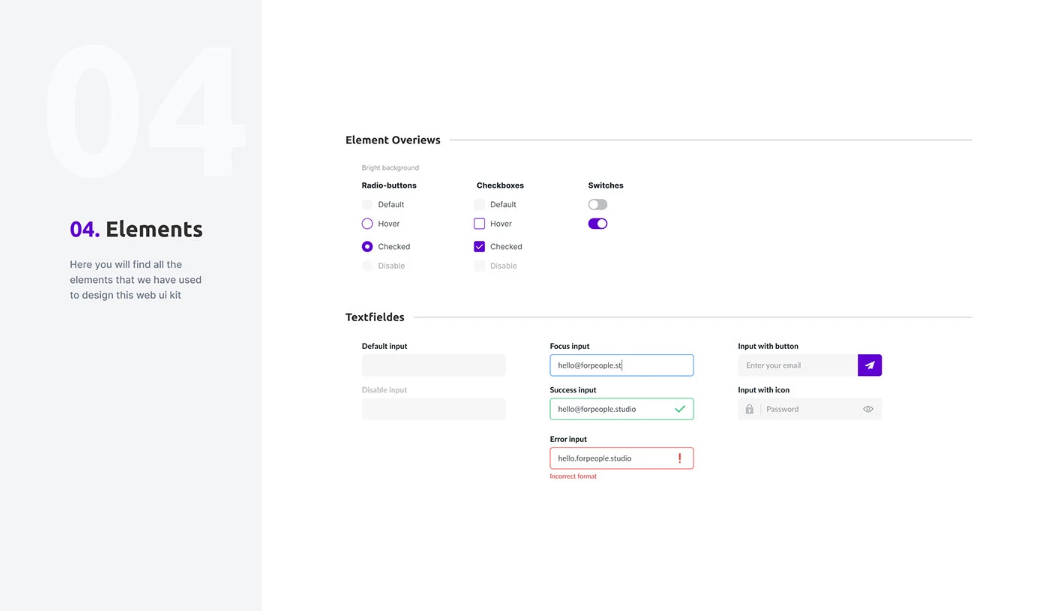 04
04. Elements
Here you will find all the
elements that we have used
to design this web ui kit
Element Overiews
Bright background
Radio-buttons
Default
Hover
Checked
Disable
Checkboxes
Default
Hover
Checked
Disable
Switches
Textfieldes
Default input
Disable input
Focus input
hello@forpeople.st
Success input
hello@forpeople.studio
Error input
hello.forpeople.studio
Incorrect format
Input with button
Enter your email
Input with icon
Password